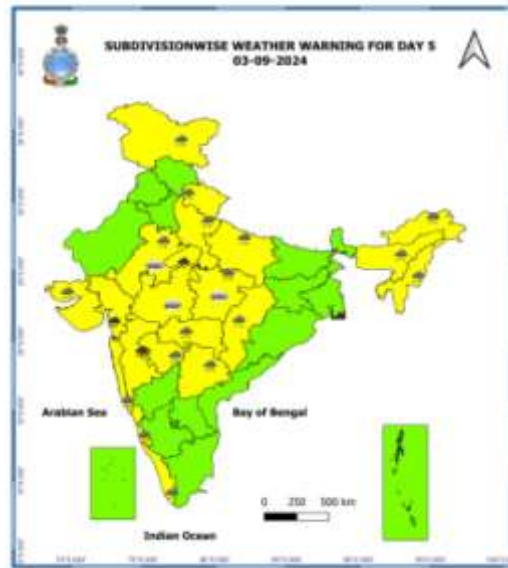 SUBDIVISIONWISE WEATHER WARNING FOR DAY 5
03-09-2024
Arabian Sea
Bay of Bengal
0 250 500 km
Indian Ocean